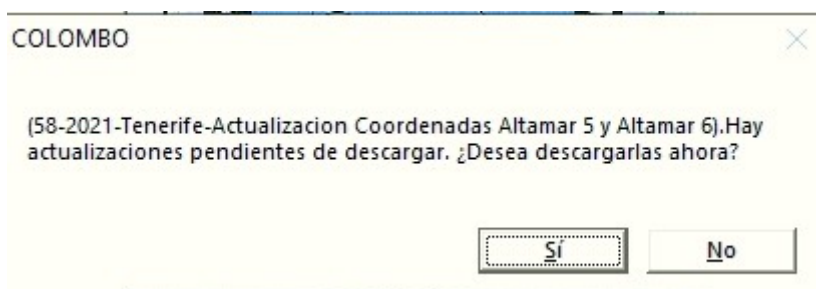 COLOMBO
(58-2021-Tenerife-Actualizacion Coordenadas Altamar 5 y Altamar 6).Hay
actualizaciones pendientes de descargar. ¿Desea descargarlas ahora?
Sí No